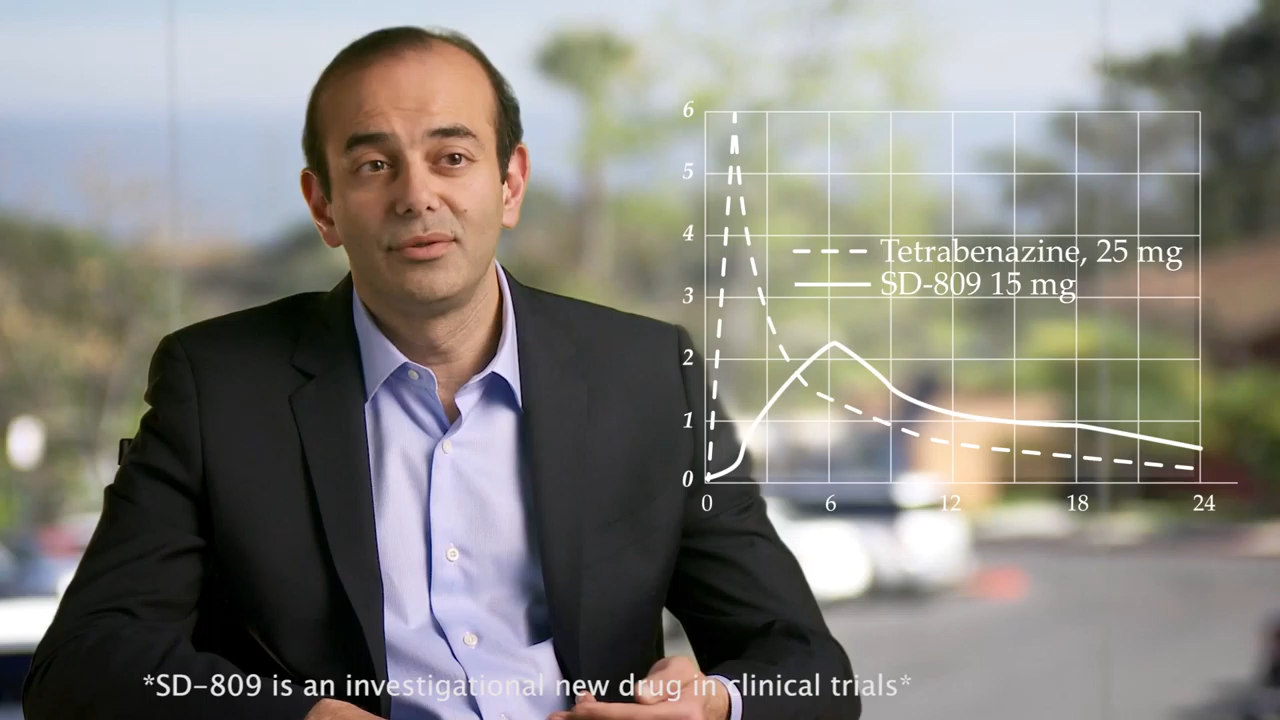 6
5
4
3
2
1
0
Tetrabenazine, 25 mg
SD-809 15 mg
0 6 12 18 24
*SD-809 is an investigational new drug in clinical trials*